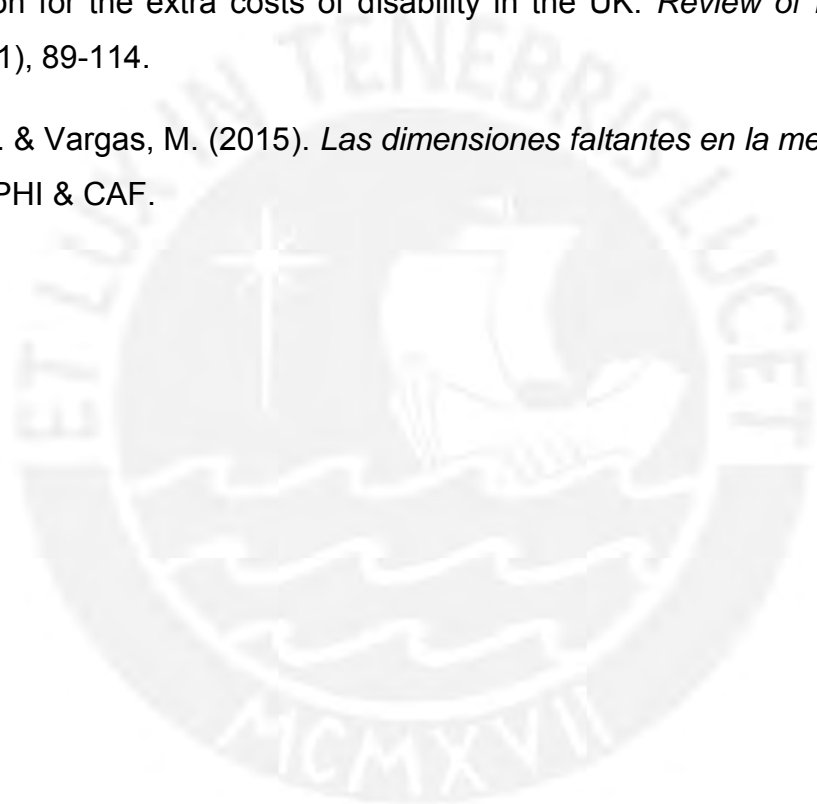 on for the extra costs of disability in the UK. Review of
1), 89-114.
. & Vargas, M. (2015). Las dimensiones faltantes en la me
PHI & CAF.
ET LUX IN TENEBRIS LUCET
MCMXVII